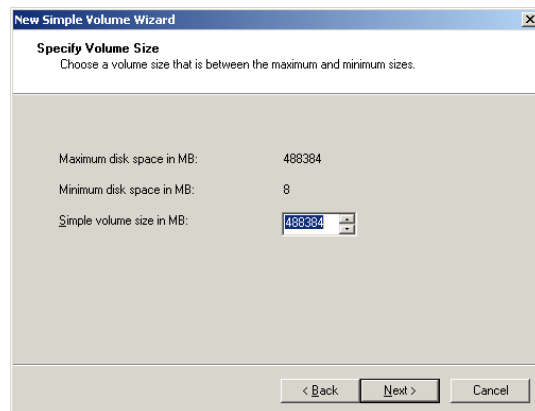 New Simple Volume Wizard
Specify Volume Size
Choose a volume size that is between the maximum and minimum sizes.
Maximum disk space in MB: 488384
Minimum disk space in MB: 8
Simple volume size in MB: 488384
< Back Next > Cancel